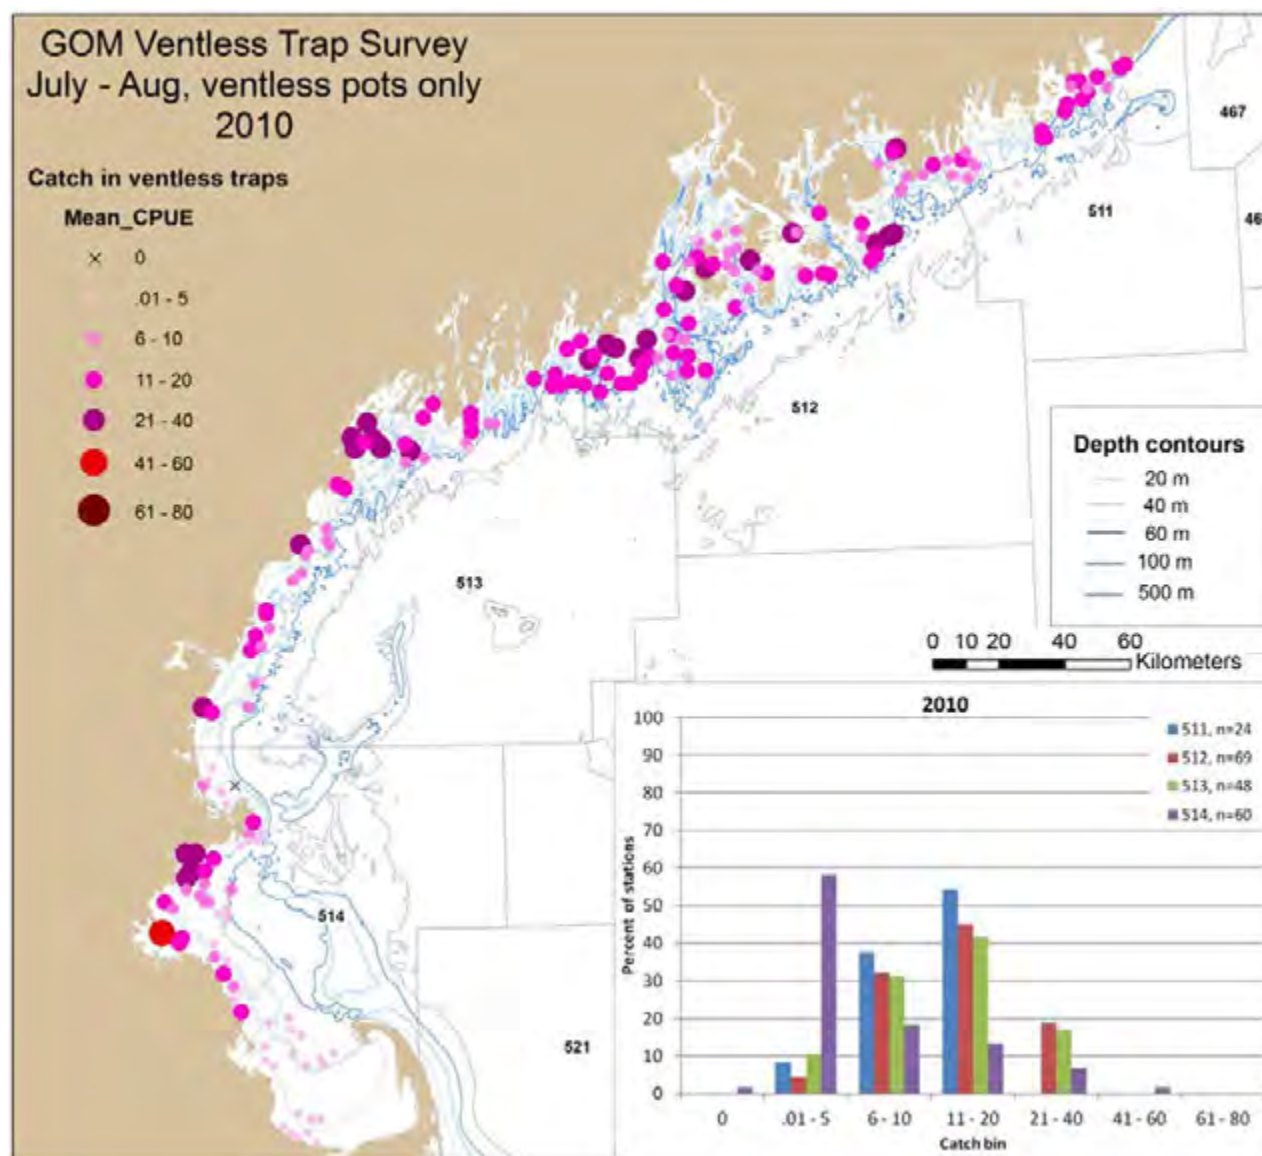 GOM Ventless Trap Survey
July - Aug, ventless pots only
2010
Catch in ventless traps
Mean_CPUE
0
.01 - 5
6 - 10
11 - 20
21 - 40
41 - 60
61 - 80
467
511
46
512
513
514
521
Depth contours
20 m
40 m
60 m
100 m
500 m
0 10 20 40 60
Kilometers
2010
100
90
80
70
60
50
40
30
20
10
0
Percent of stations
511, n=24
512, n=69
513, n=48
514, n=60
0 .01 - 5 6 - 10 11 - 20 21 - 40 41 - 60 61 - 80
Catch bin